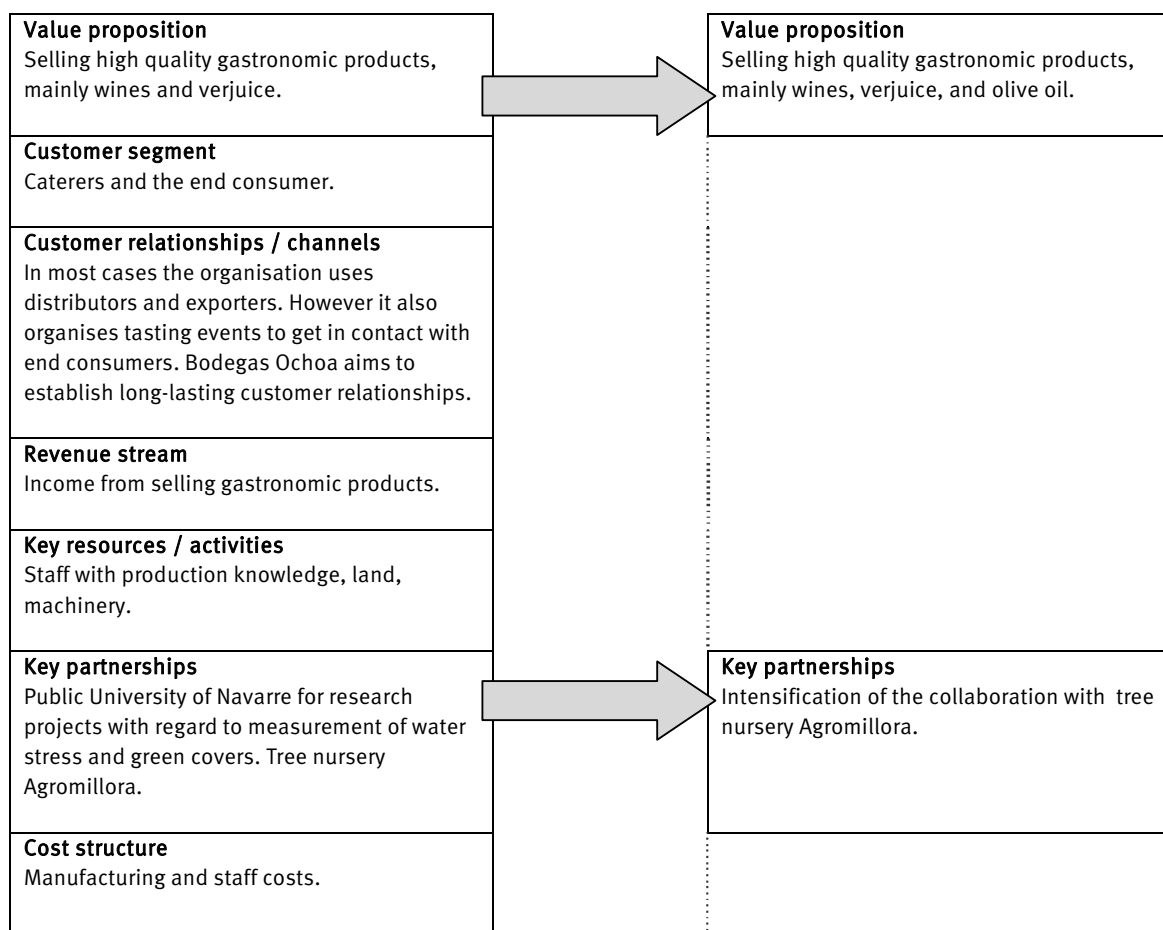 Value proposition
Selling high quality gastronomic products,
mainly wines and verjuice.
Customer segment
Caterers and the end consumer.
Customer relationships / channels
In most cases the organisation uses
distributors and exporters. However it also
organises tasting events to get in contact with
end consumers. Bodegas Ochoa aims to
establish long-lasting customer relationships.
Revenue stream
Income from selling gastronomic products.
Key resources / activities
Staff with production knowledge, land,
machinery.
Key partnerships
Public University of Navarre for research
projects with regard to measurement of water
stress and green covers. Tree nursery
Agromillora.
Cost structure
Manufacturing and staff costs.
Value proposition
Selling high quality gastronomic products,
mainly wines, verjuice, and olive oil.
Key partnerships
Intensification of the collaboration with tree
nursery Agromillora.